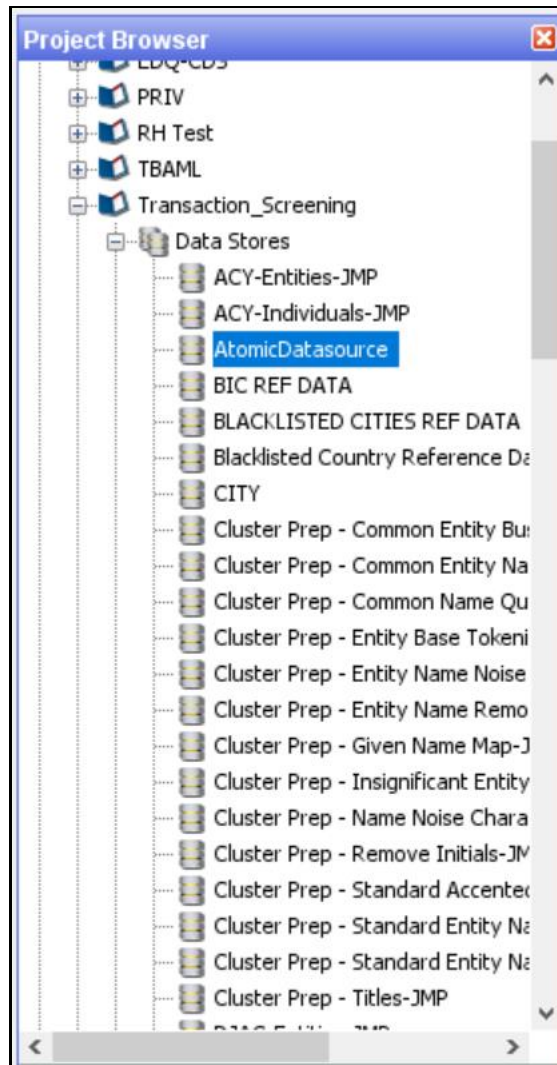 Project Browser
EDQ-CDS
PRIV
RH Test
TBAML
Transaction_Screening
Data Stores
ACY-Entities-JMP
ACY-Individuals-JMP
AtomicDatasource
BIC REF DATA
BLACKLISTED CITIES REF DATA
Blacklisted Country Reference Da
CITY
Cluster Prep - Common Entity Bu
Cluster Prep - Common Entity Na
Cluster Prep - Common Name Qu
Cluster Prep - Entity Base Tokeni
Cluster Prep - Entity Name Noise
Cluster Prep - Entity Name Remo
Cluster Prep - Given Name Map-J
Cluster Prep - Insignificant Entity
Cluster Prep - Name Noise Chara
Cluster Prep - Remove Initials-JM
Cluster Prep - Standard Accented
Cluster Prep - Standard Entity Na
Cluster Prep - Standard Entity Na
Cluster Prep - Titles-JMP